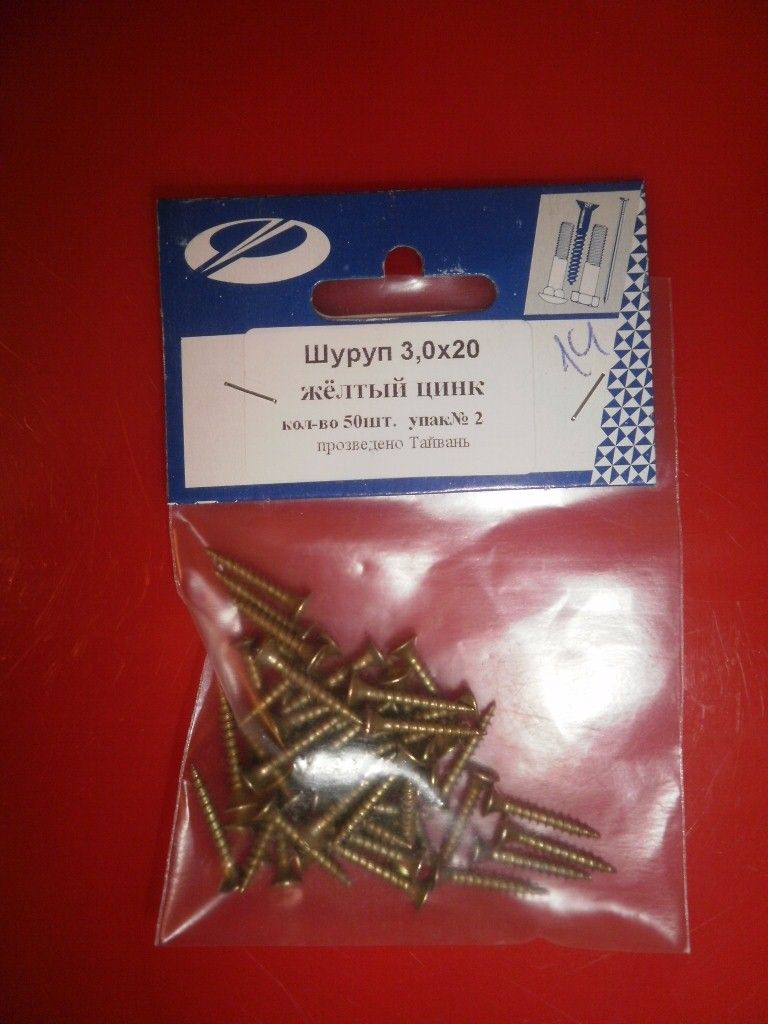 Шуруп 3,0х20
жёлтый цинк
кол-во 50шт. упак№ 2
прозведено Тайвань
14